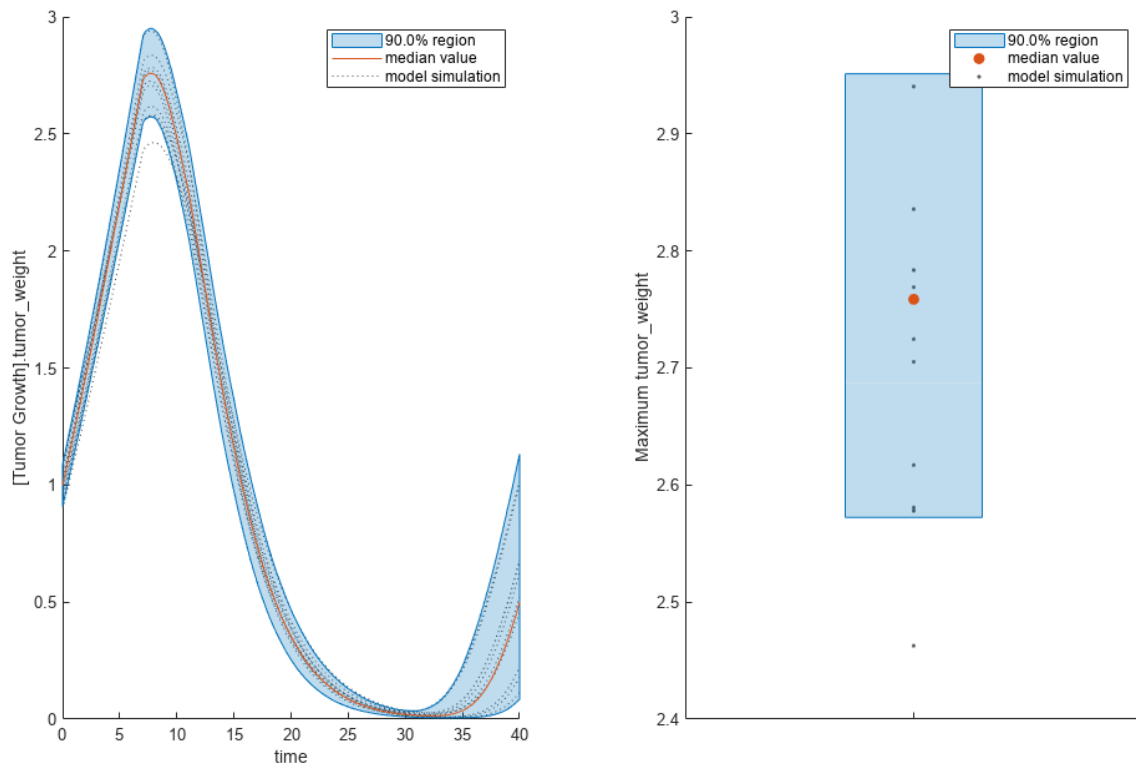 3
2.5
2
1.5
1
0.5
0
[Tumor Growth].tumor_weight
0 5 10 15 20 25 30 35 40
time
90.0% region
median value
model simulation
3
2.9
2.8
2.7
2.6
2.5
2.4
Maximum tumor_weight
90.0% region
median value
model simulation